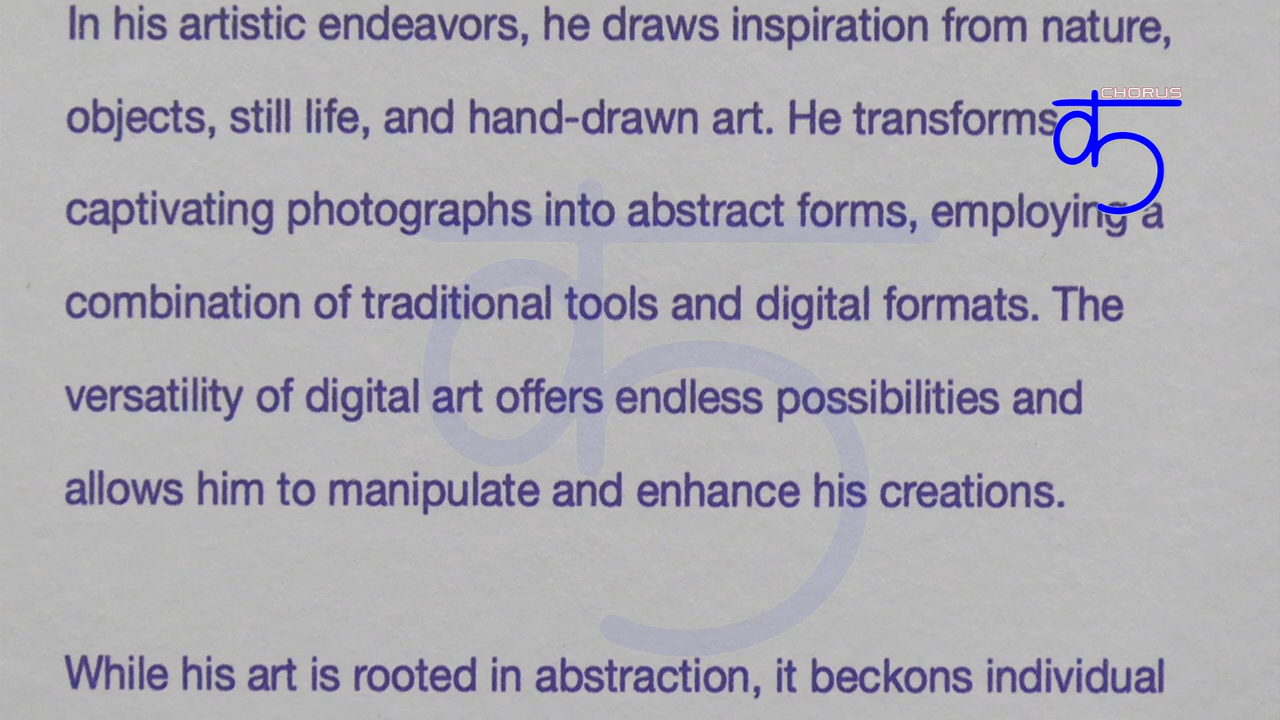 In his artistic endeavors, he draws inspiration from nature,
CHORUS
objects, still life, and hand-drawn art. He transforms
captivating photographs into abstract forms, employing a
combination of traditional tools and digital formats. The
versatility of digital art offers endless possibilities and
allows him to manipulate and enhance his creations.
While his art is rooted in abstraction, it beckons individual